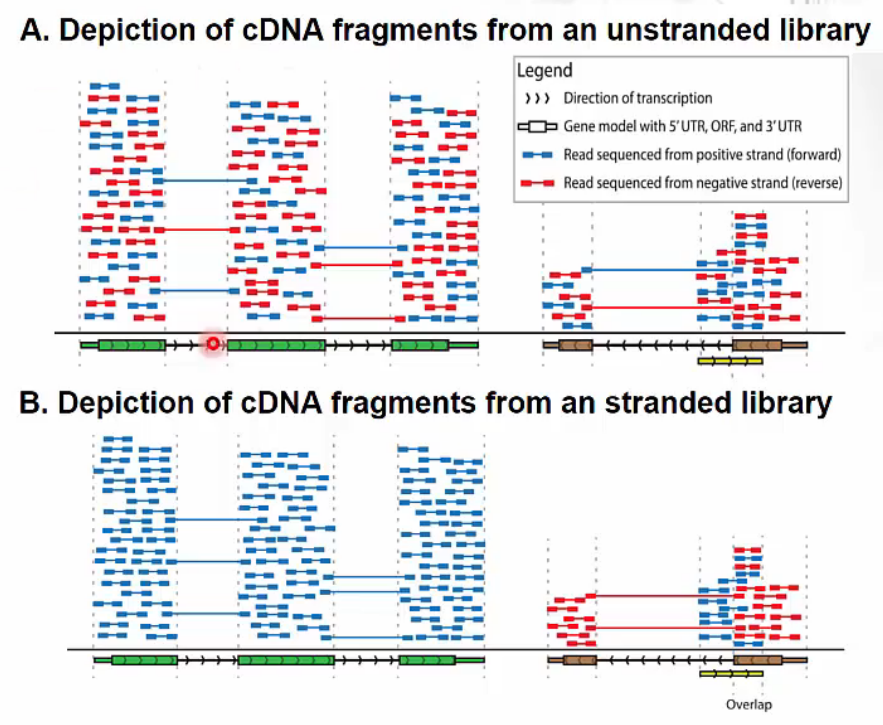 A. Depiction of cDNA fragments from an unstranded library
Legend
Direction of transcription
Gene model with 5' UTR, ORF, and 3' UTR
Read sequenced from positive strand (forward)
Read sequenced from negative strand (reverse)
B. Depiction of cDNA fragments from an stranded library
Overlap